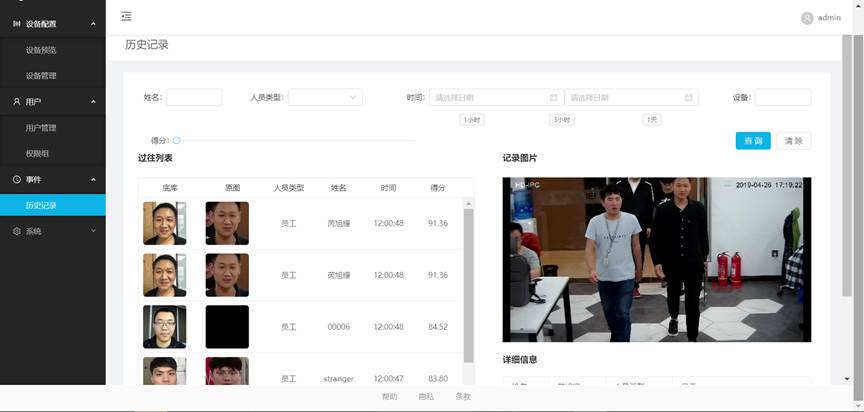 设备配置
设备预览
设备管理
用户
用户管理
权限组
事件
历史记录
系统
admin
历史记录
姓名: 人员类型: 时间: 请选择日期 请选择日期 设备:
1小时 3小时 1天
得分: 查 询 清 除
过往列表
底库 原图 人员类型 姓名 时间 得分
员工 芮旭耀 12:00:48 91.36
员工 芮旭耀 12:00:48 91.36
员工 00006 12:00:48 84.52
员工 stranger 12:00:47 83.80
记录图片
HD-IPC 2019-04-26 17:19:22
详细信息
帮助 隐私 条款